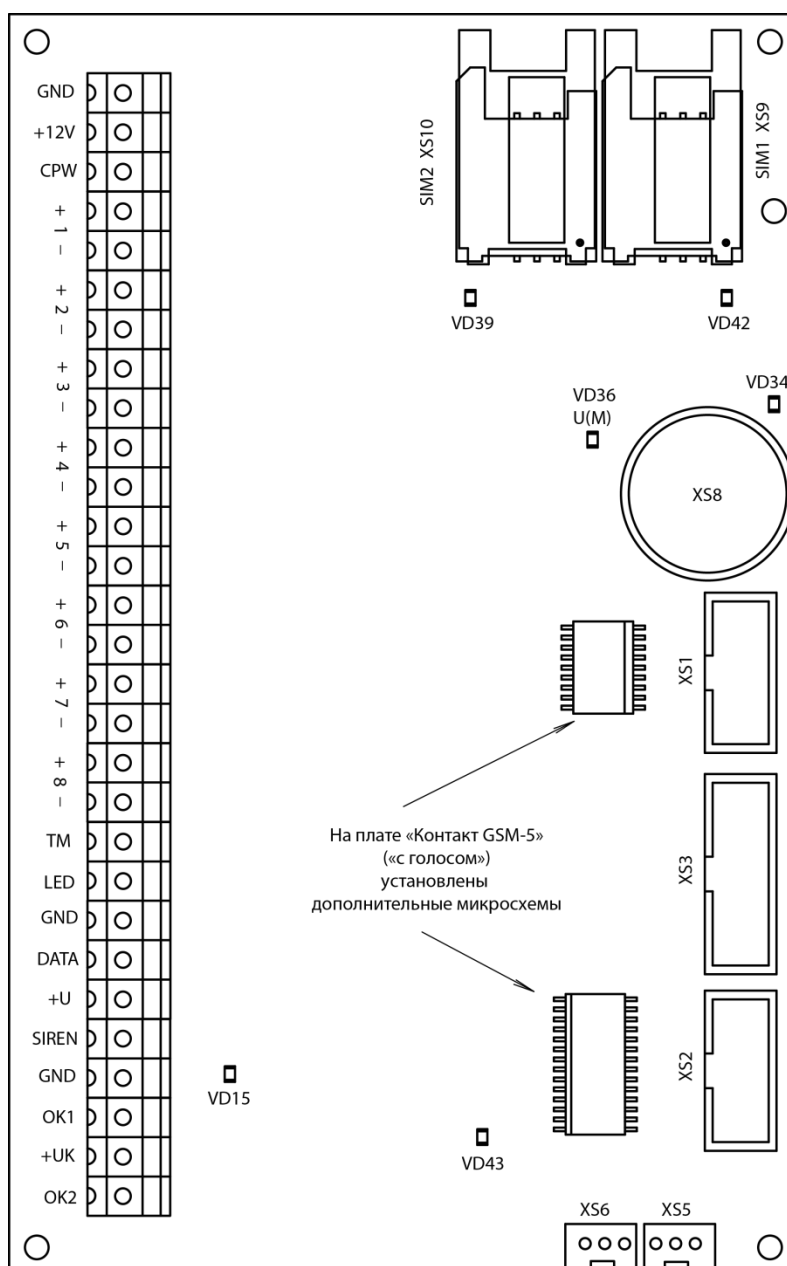 GND
+12V
CPW
+ 1 –
+ 2 –
+ 3 –
+ 4 –
+ 5 –
+ 6 –
+ 7 –
+ 8 –
TM
LED
GND
DATA
+U
SIREN
GND
OK1
+UK
OK2
SIM2 XS10
SIM1 XS9
VD39
VD42
VD36
U(M)
VD34
XS8
XS1
На плате «Контакт GSM-5»
(«с голосом»)
установлены
дополнительные микросхемы
XS3
XS2
VD15
VD43
XS6
XS5